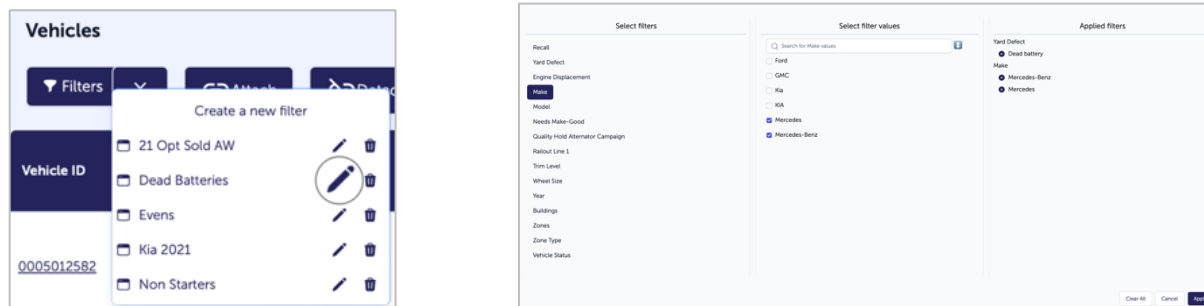 Vehicles
Filters
Attach
Create a new filter
Vehicle ID
21 Opt Sold AW
Dead Batteries
Evens
Kia 2021
Non Starters
0005012582
Select filters
Recall
Yard Defect
Engine Displacement
Make
Model
Needs Make-Good
Quality Hold Alternator Campaign
Railout Line 1
Trim Level
Wheel Size
Year
Buildings
Zones
Zone Type
Vehicle Status
Select filter values
Search for Make values
Ford
GMC
Kia
KIA
Mercedes
Mercedes-Benz
Applied filters
Yard Defect
Dead battery
Make
Mercedes-Benz
Mercedes
Clear All
Cancel